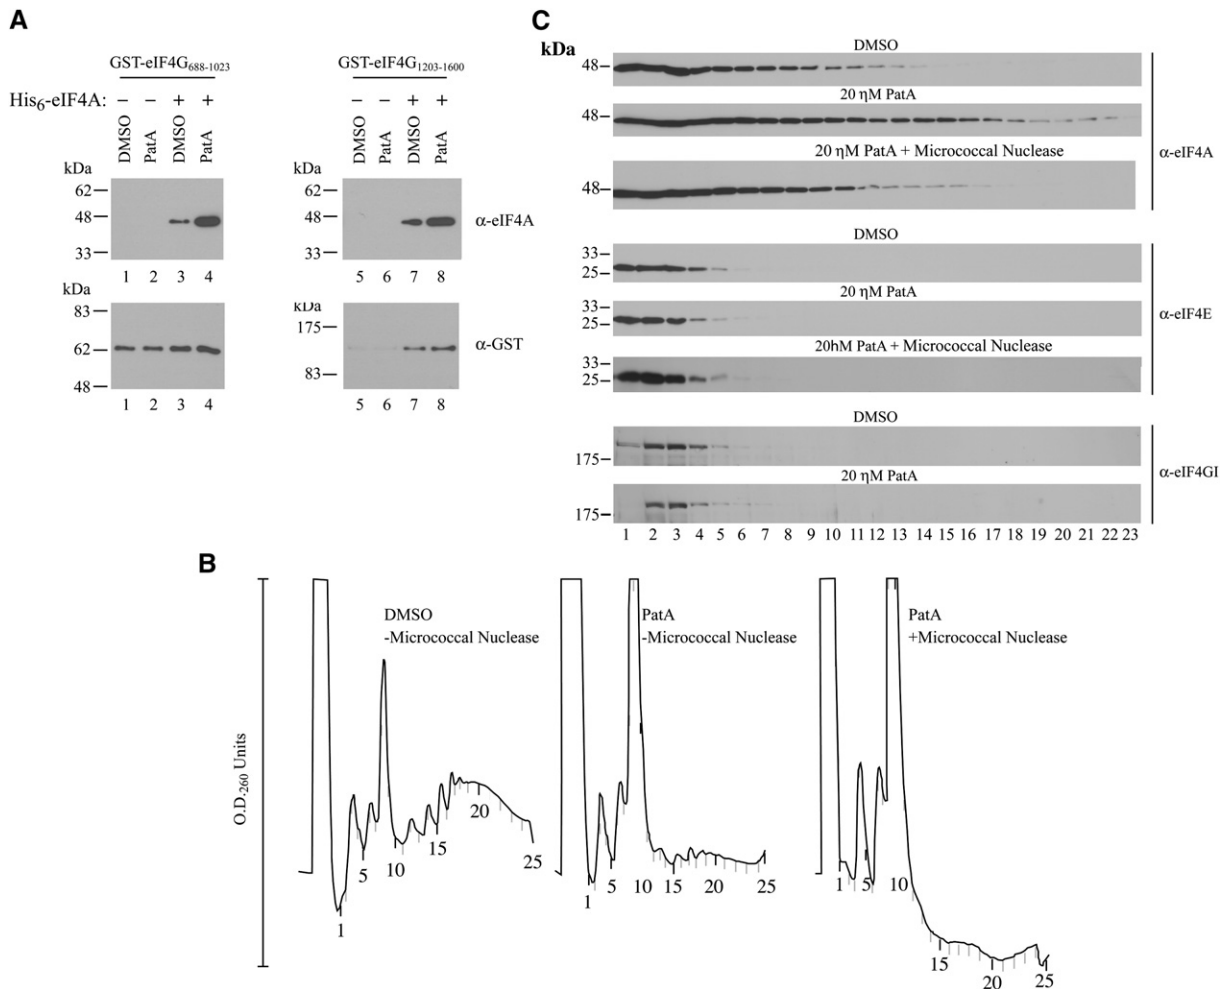 A
GST-eIF4G688-1023
GST-eIF4G1203-1600
His6-eIF4A: – – + +
– – + +
DMSO PatA DMSO PatA
DMSO PatA DMSO PatA
kDa
62
48
33
1 2 3 4
kDa
62
48
33
α-eIF4A
5 6 7 8
kDa
83
62
48
1 2 3 4
kDa
175
83
α-GST
5 6 7 8
C
kDa
DMSO
48
20 ηM PatA
48
20 ηM PatA + Micrococcal Nuclease
48
α-eIF4A
DMSO
33
25
20 ηM PatA
33
25
20hM PatA + Micrococcal Nuclease
33
25
α-eIF4E
DMSO
175
20 ηM PatA
175
α-eIF4GI
1 2 3 4 5 6 7 8 9 10 11 12 13 14 15 16 17 18 19 20 21 22 23
B
O.D.260 Units
DMSO
-Micrococcal Nuclease
1 5 10 15 20 25
PatA
-Micrococcal Nuclease
1 5 10 15 20 25
PatA
+Micrococcal Nuclease
1 5 10 15 20 25